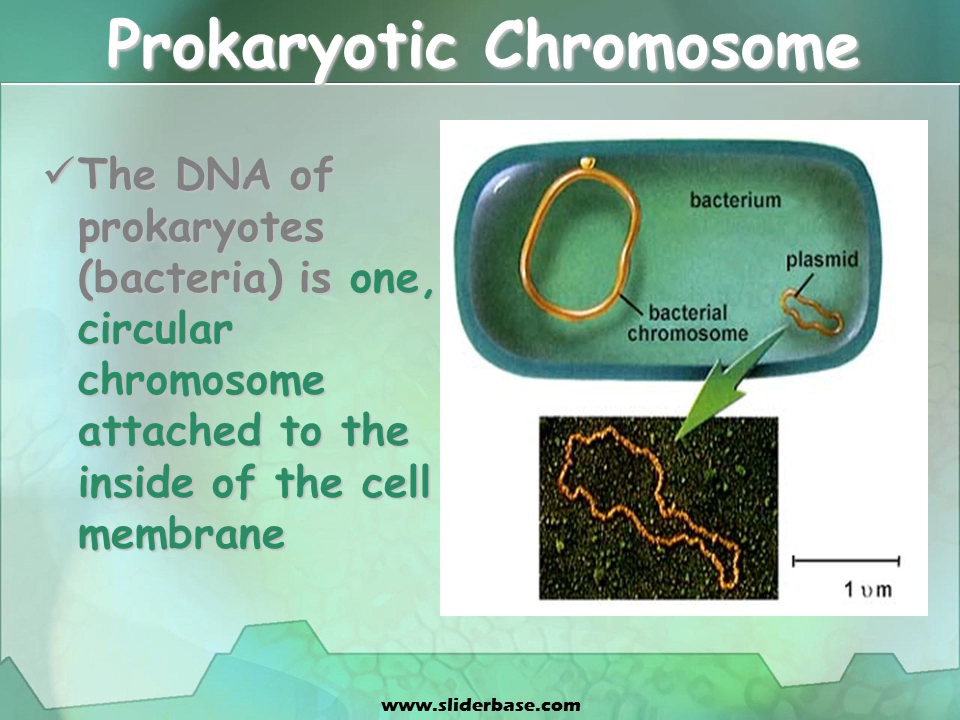 Prokaryotic Chromosome
✓ The DNA of
prokaryotes
(bacteria) is one,
circular
chromosome
attached to the
inside of the cell
membrane
bacterium
plasmid
bacterial
chromosome
1 υm
www.sliderbase.com